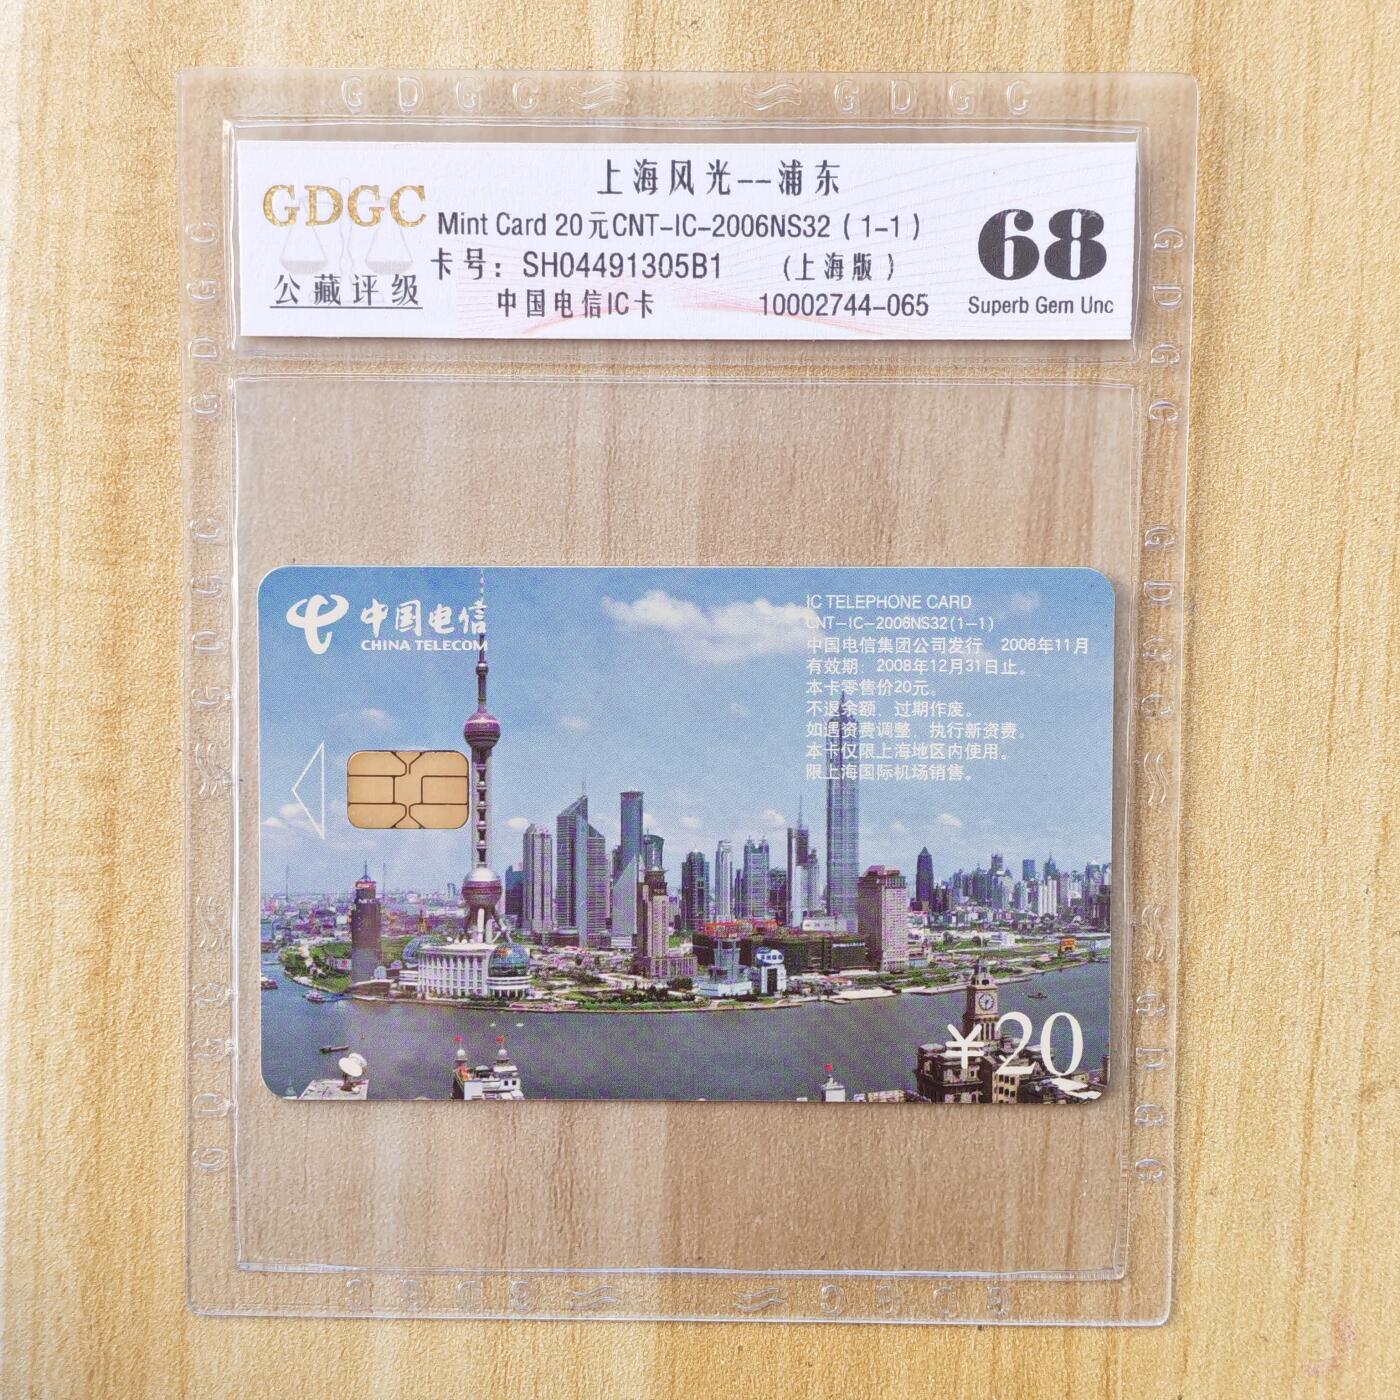 GDGC GDGC
上海风光--浦东
GDGC
Mint Card 20元CNT-IC-2006NS32(1-1)
68
卡号：SH04491305B1 (上海版)
公藏评级
中国电信IC卡 10002744-065
Superb Gem Unc
中国电信
CHINA TELECOM
IC TELEPHONE CARD
CNT-IC-2006NS32(1-1)
中国电信集团公司发行 2006年11月
有效期：2008年12月31日止。
本卡零售价20元。
不退余额，过期作废。
如遇资费调整，执行新资费。
本卡仅限上海地区内使用。
限上海国际机场销售。
¥20